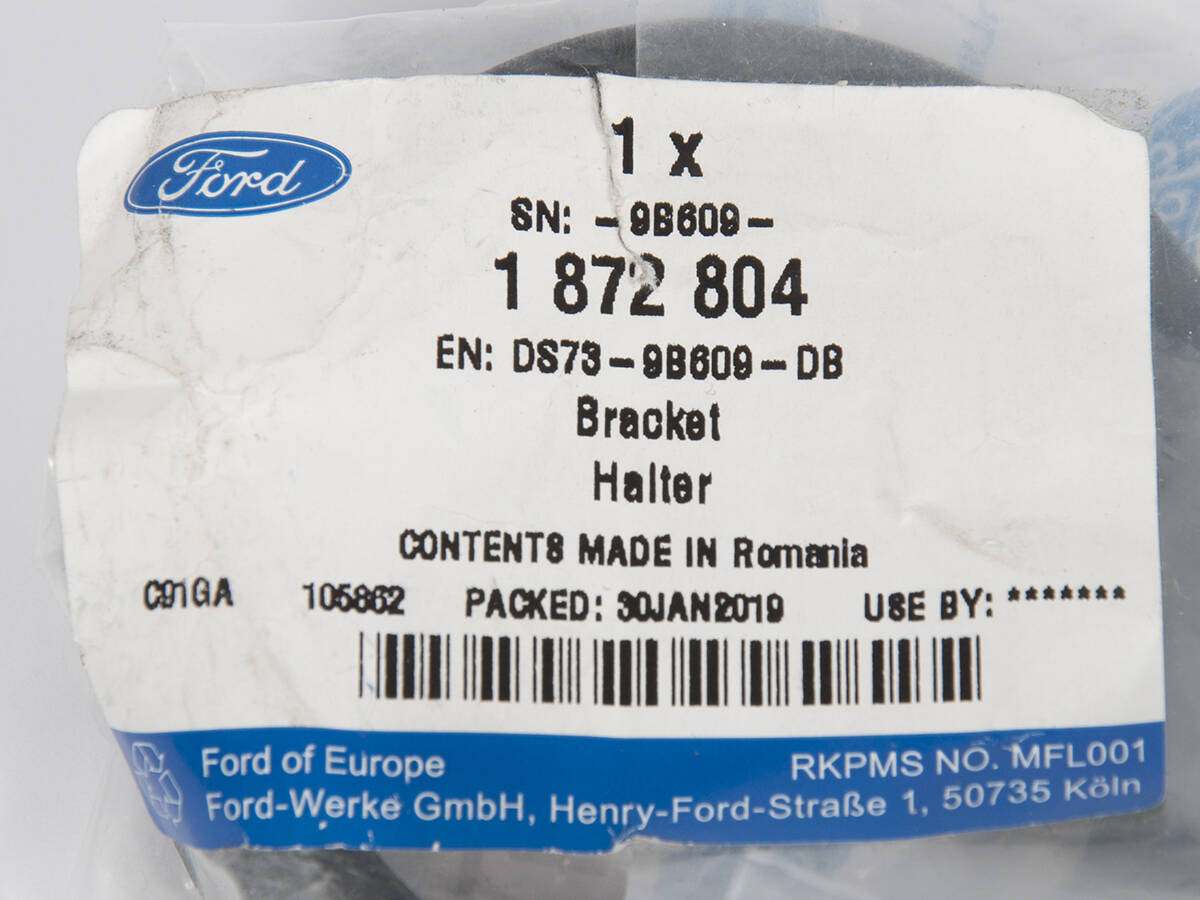 Ford
1 x
SN: -9B609-
1 872 804
EN: DS73-9B609-DB
Bracket
Halter
CONTENTS MADE IN Romania
C91GA 105862 PACKED: 30JAN2019 USE BY: *******
Ford of Europe RKPMS NO. MFL001
Ford-Werke GmbH, Henry-Ford-Straße 1, 50735 Köln